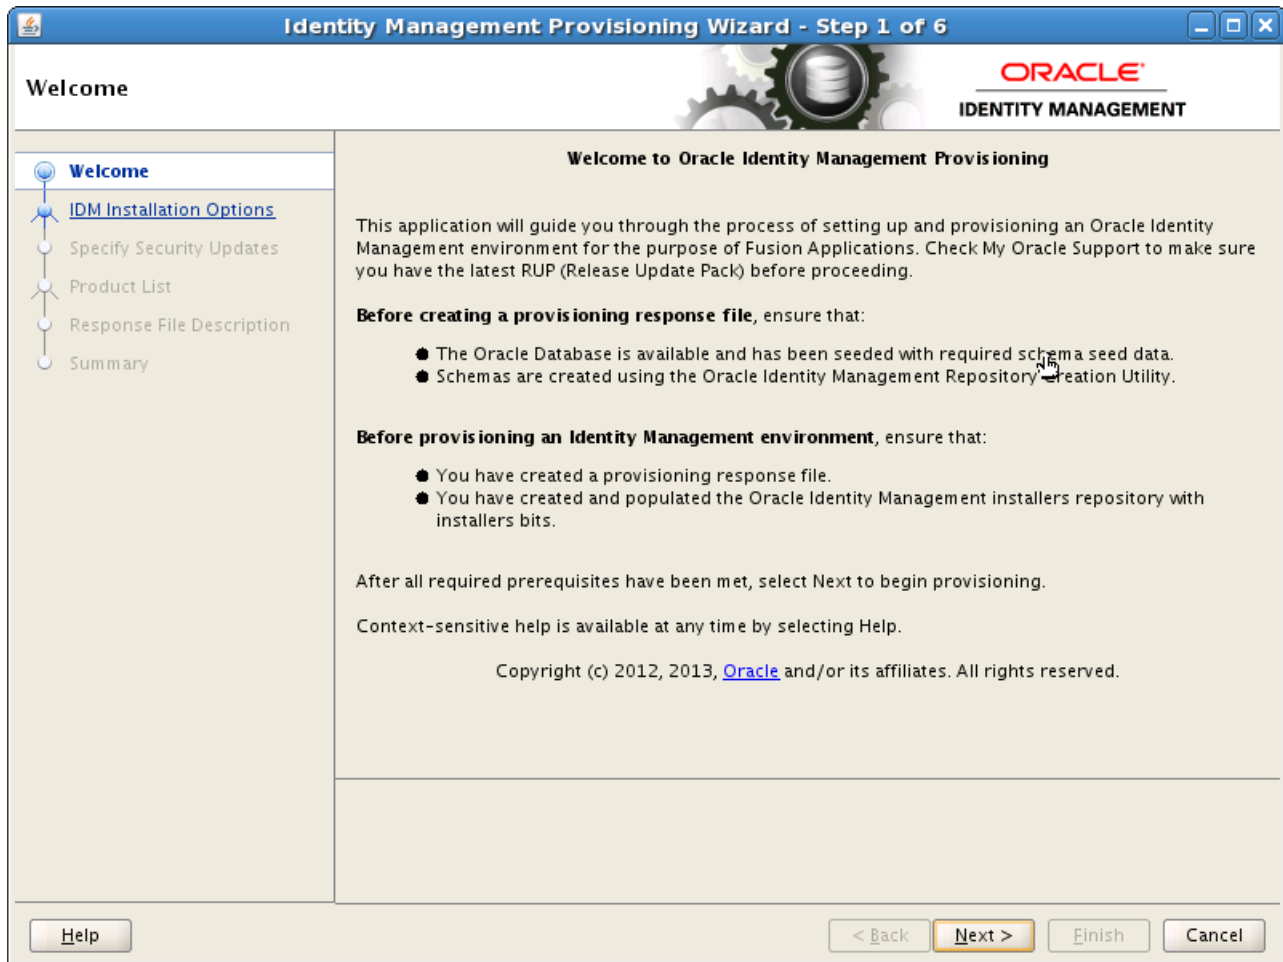 Identity Management Provisioning Wizard - Step 1 of 6
Welcome
ORACLE
IDENTITY MANAGEMENT
Welcome
IDM Installation Options
Specify Security Updates
Product List
Response File Description
Summary
Welcome to Oracle Identity Management Provisioning
This application will guide you through the process of setting up and provisioning an Oracle Identity
Management environment for the purpose of Fusion Applications. Check My Oracle Support to make sure
you have the latest RUP (Release Update Pack) before proceeding.
Before creating a provisioning response file, ensure that:
● The Oracle Database is available and has been seeded with required schema seed data.
● Schemas are created using the Oracle Identity Management Repository Creation Utility.
Before provisioning an Identity Management environment, ensure that:
● You have created a provisioning response file.
● You have created and populated the Oracle Identity Management installers repository with
installers bits.
After all required prerequisites have been met, select Next to begin provisioning.
Context-sensitive help is available at any time by selecting Help.
Copyright (c) 2012, 2013, Oracle and/or its affiliates. All rights reserved.
Help
< Back
Next >
Finish
Cancel